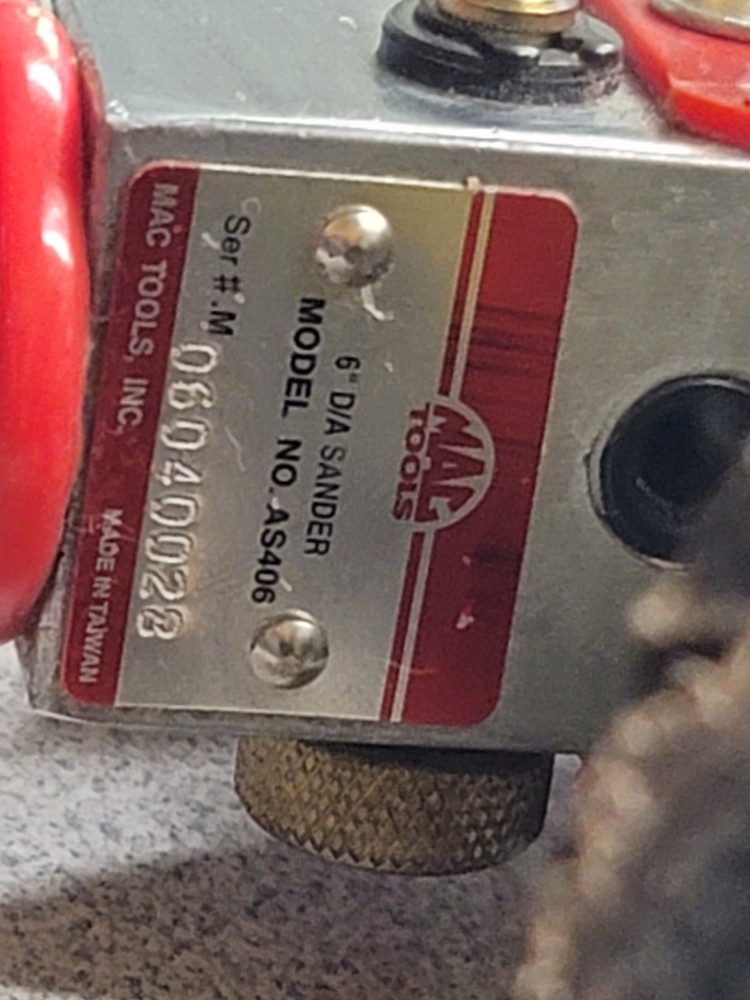 MAC
TOOLS
6" D/A SANDER
MODEL NO. AS406
Ser #.M 06040028
MAC TOOLS, INC. MADE IN TAIWAN